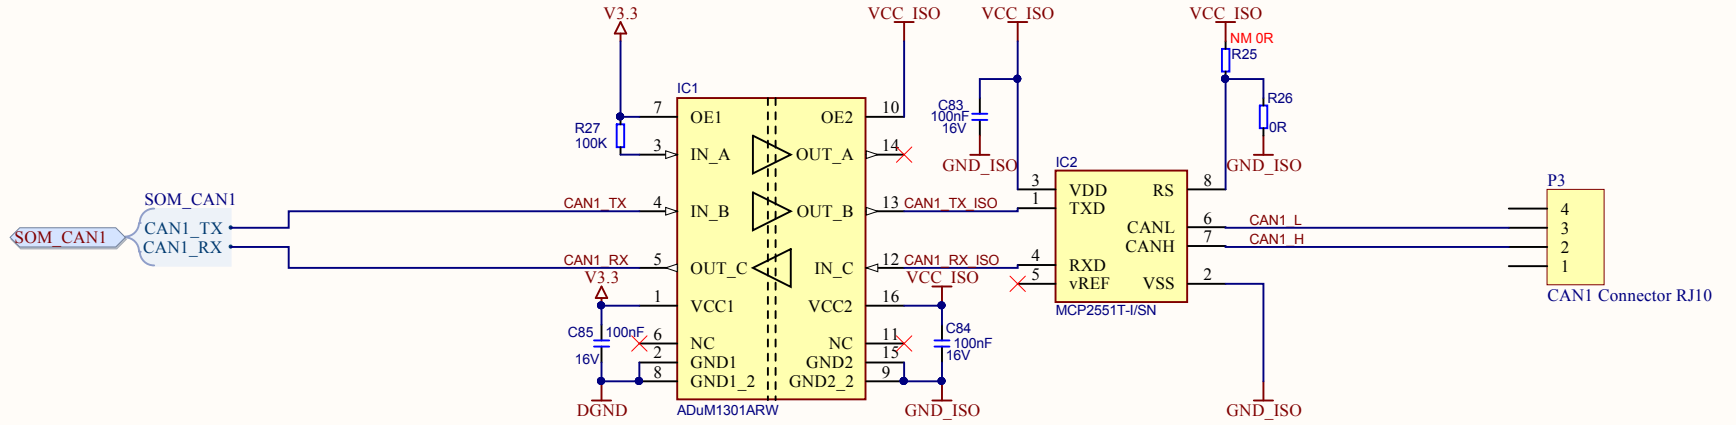 V3.3
VCC_ISO
VCC_ISO
VCC_ISO
NM 0R
R25
IC1
7
OE1
OE2
10
R27
100K
3
IN_A
OUT_A
14
C83
100nF
16V
GND_ISO
R26
0R
GND_ISO
IC2
SOM_CAN1
SOM_CAN1
CAN1_TX
CAN1_RX
CAN1_TX
4
IN_B
OUT_B
13
CAN1_TX_ISO
CAN1_RX
5
OUT_C
IN_C
12
CAN1_RX_ISO
3
VDD
RS
8
1
TXD
CANL
6
CAN1_L
CANH
7
CAN1_H
4
RXD
5
vREF
VSS
2
MCP2551T-I/SN
P3
4
3
2
1
CAN1 Connector RJ10
V3.3
VCC_ISO
1
VCC1
VCC2
16
C85
100nF
16V
6
NC
NC
11
2
GND1
GND2
15
8
GND1_2
GND2_2
9
C84
100nF
16V
DGND
ADuM1301ARW
GND_ISO
GND_ISO